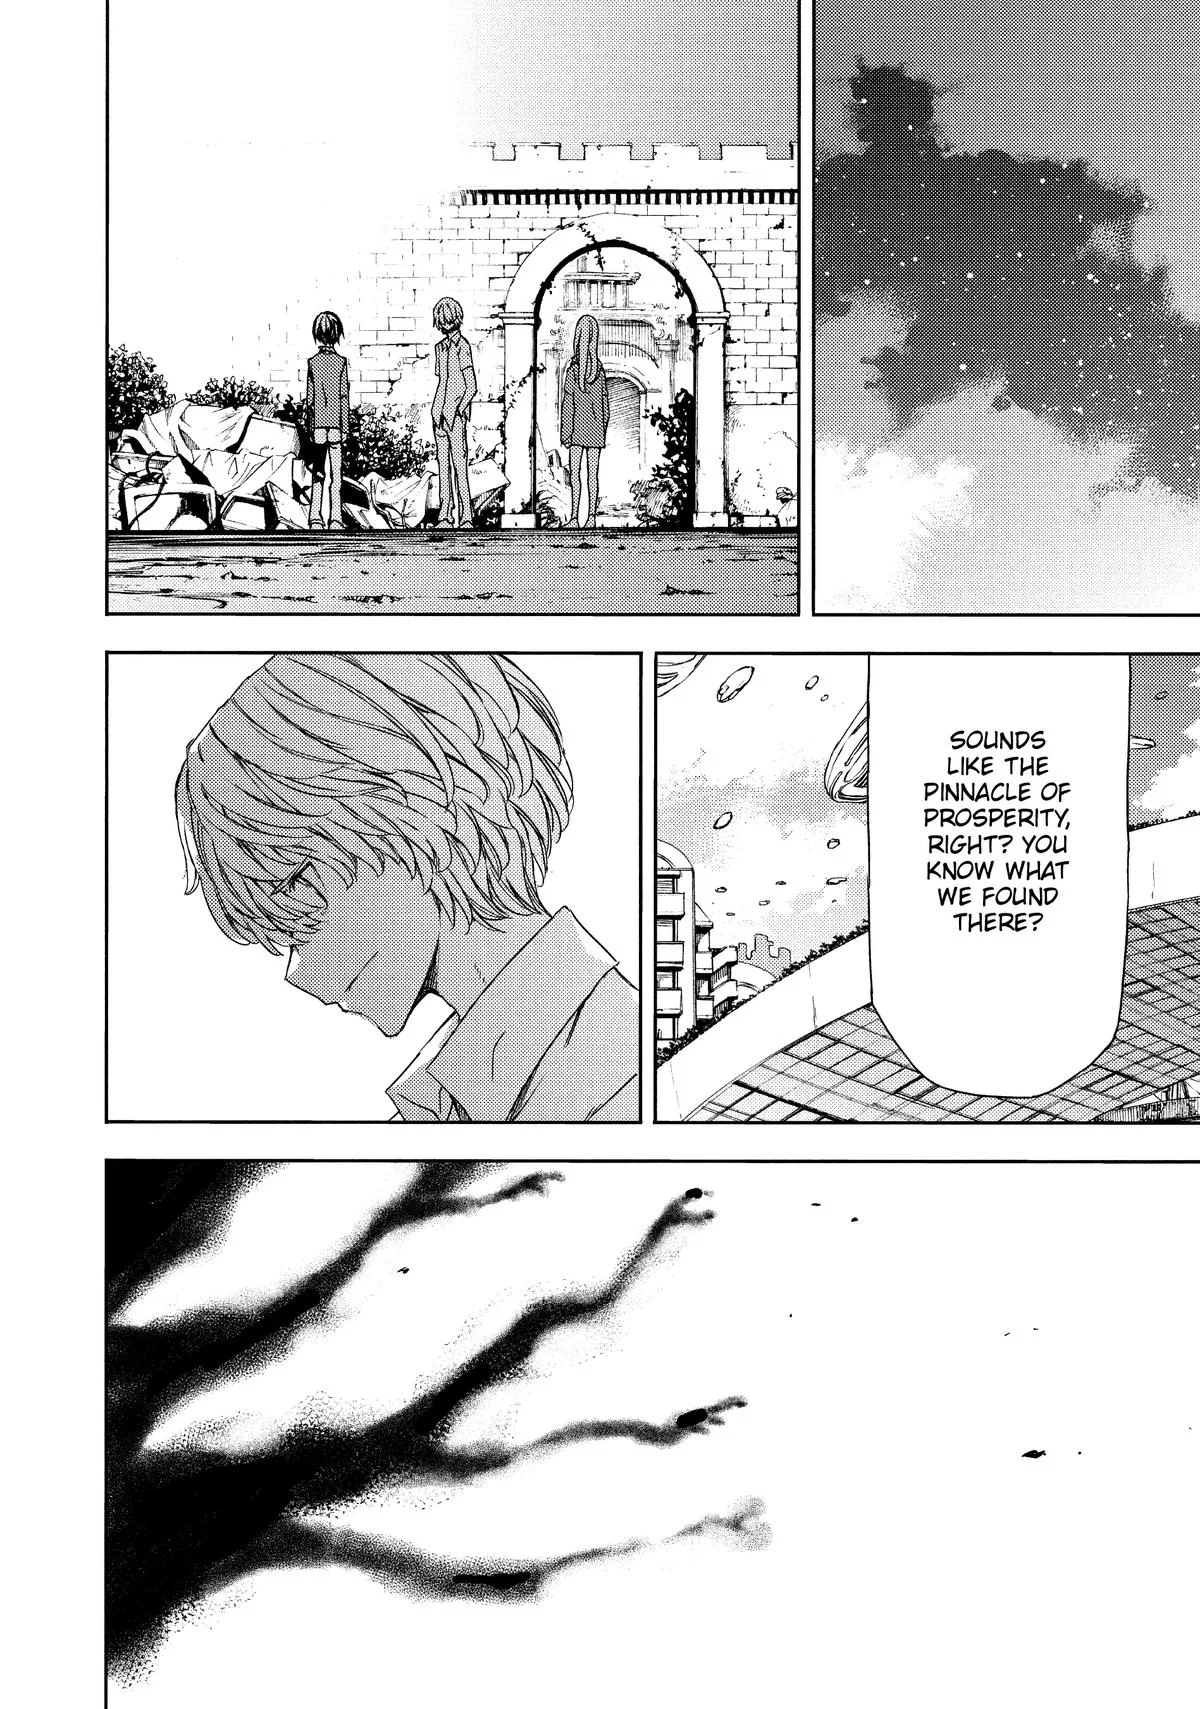 SOUNDS
LIKE THE
PINNACLE OF
PROSPERITY,
RIGHT? YOU
KNOW WHAT
WE FOUND
THERE?